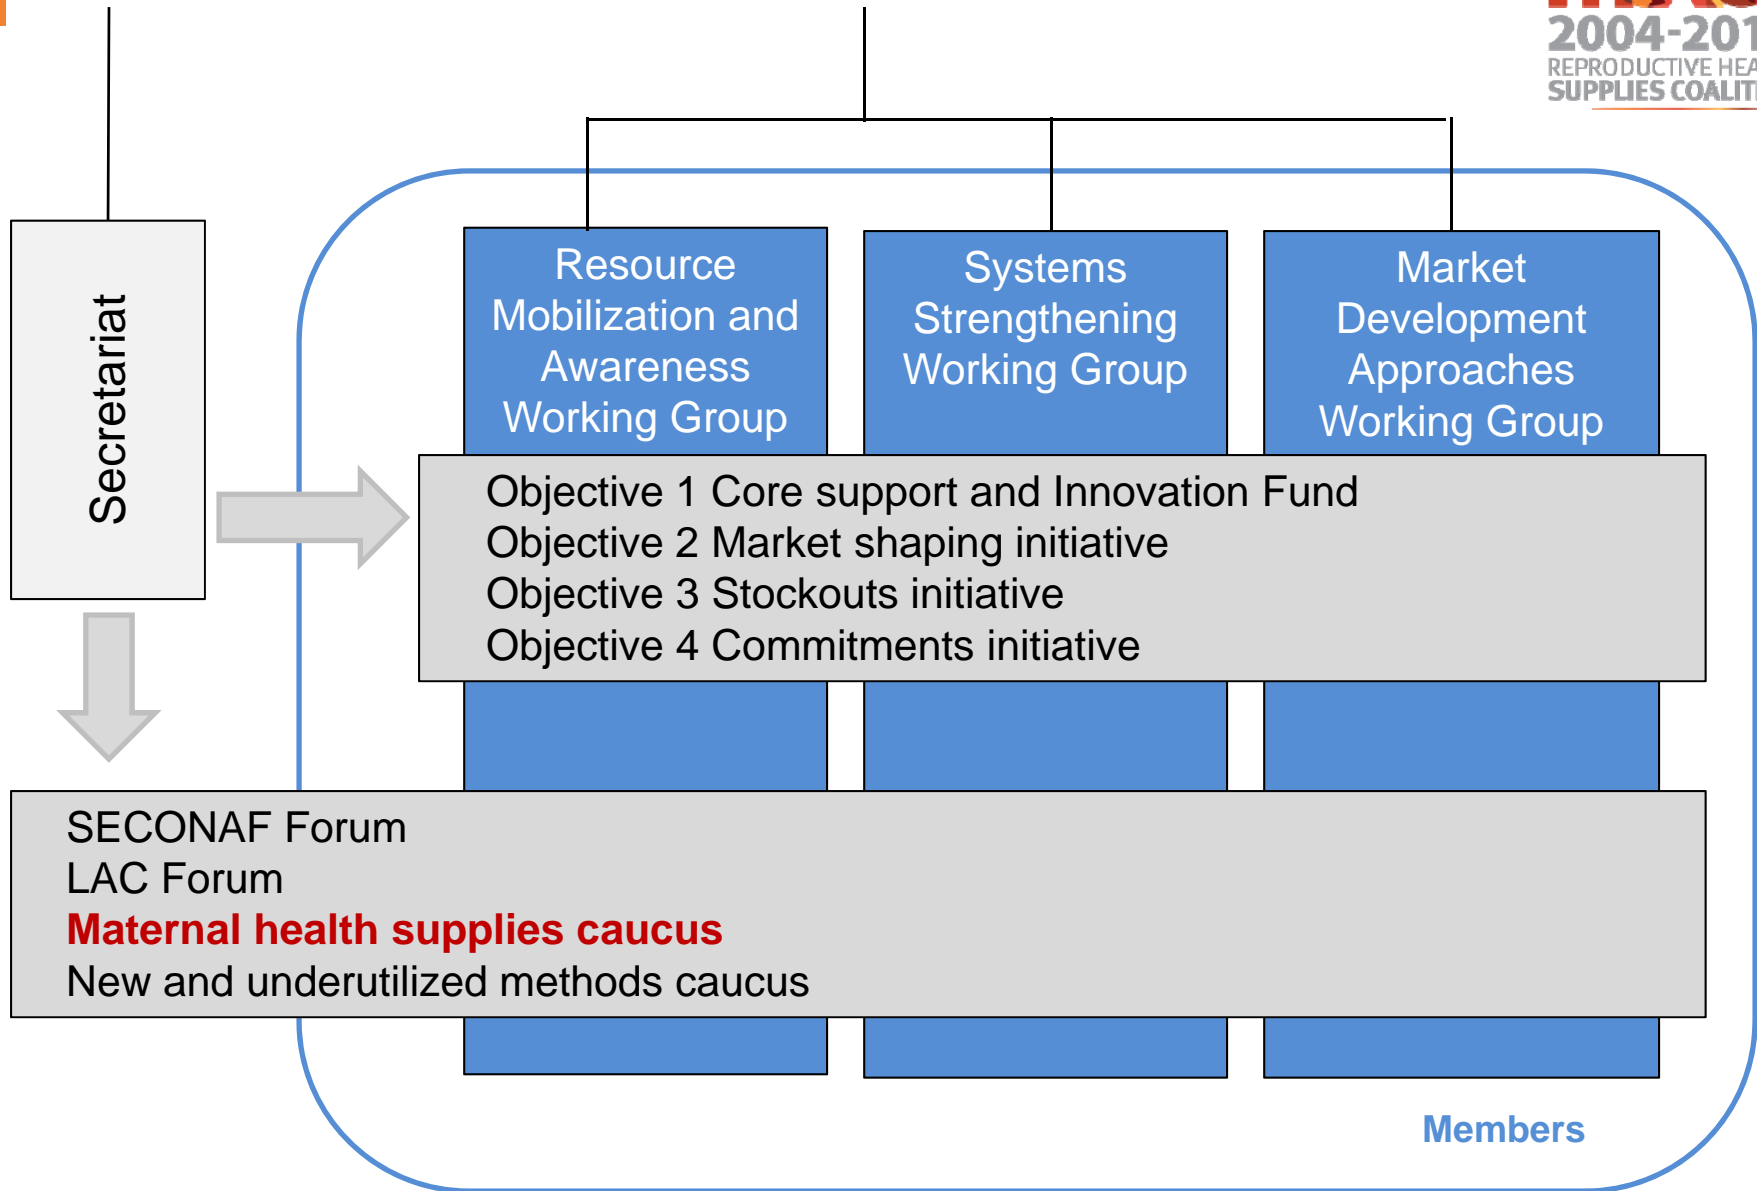 2004-201
REPRODUCTIVE HEA
SUPPLIES COALIT
Secretariat
Resource
Mobilization and
Awareness
Working Group
Systems
Strengthening
Working Group
Market
Development
Approaches
Working Group
Objective 1 Core support and Innovation Fund
Objective 2 Market shaping initiative
Objective 3 Stockouts initiative
Objective 4 Commitments initiative
SECONAF Forum
LAC Forum
Maternal health supplies caucus
New and underutilized methods caucus
Members